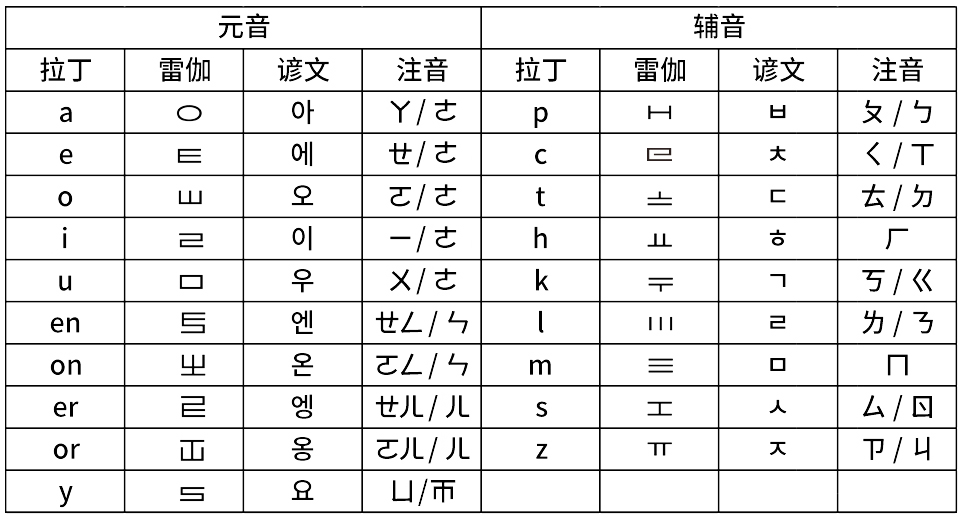 元音 辅音
拉丁 雷伽 谚文 注音 拉丁 雷伽 谚文 注音
a ㅇ 아 ㄚ/ㄜ p ㅂ ㄆ/ㄅ
e ㅌ 에 ㄝ/ㄜ c ㅊ ㄑ/ㄒ
o 오 ㄛ/ㄜ t ㅗ ㄷ ㄊ/ㄉ
i ㄹ 이 ㄧ/ㄜ h ㅛ ㅎ ㄏ
u ㅁ 우 ㄨ/ㄜ k ㄱ ㄎ/ㄍ
en 엔 ㄝㄥ/ㄣ l ㄹ ㄌ/ㄋ
on 온 ㄛㄥ/ㄣ m ㅁ ㄇ
er 엥 ㄝㄦ/ㄦ s ㅅ ㄙ/ㄖ
or 옹 ㄛㄦ/ㄦ z ㅠ ㅈ ㄗ/ㄐ
y 요 ㄩ/